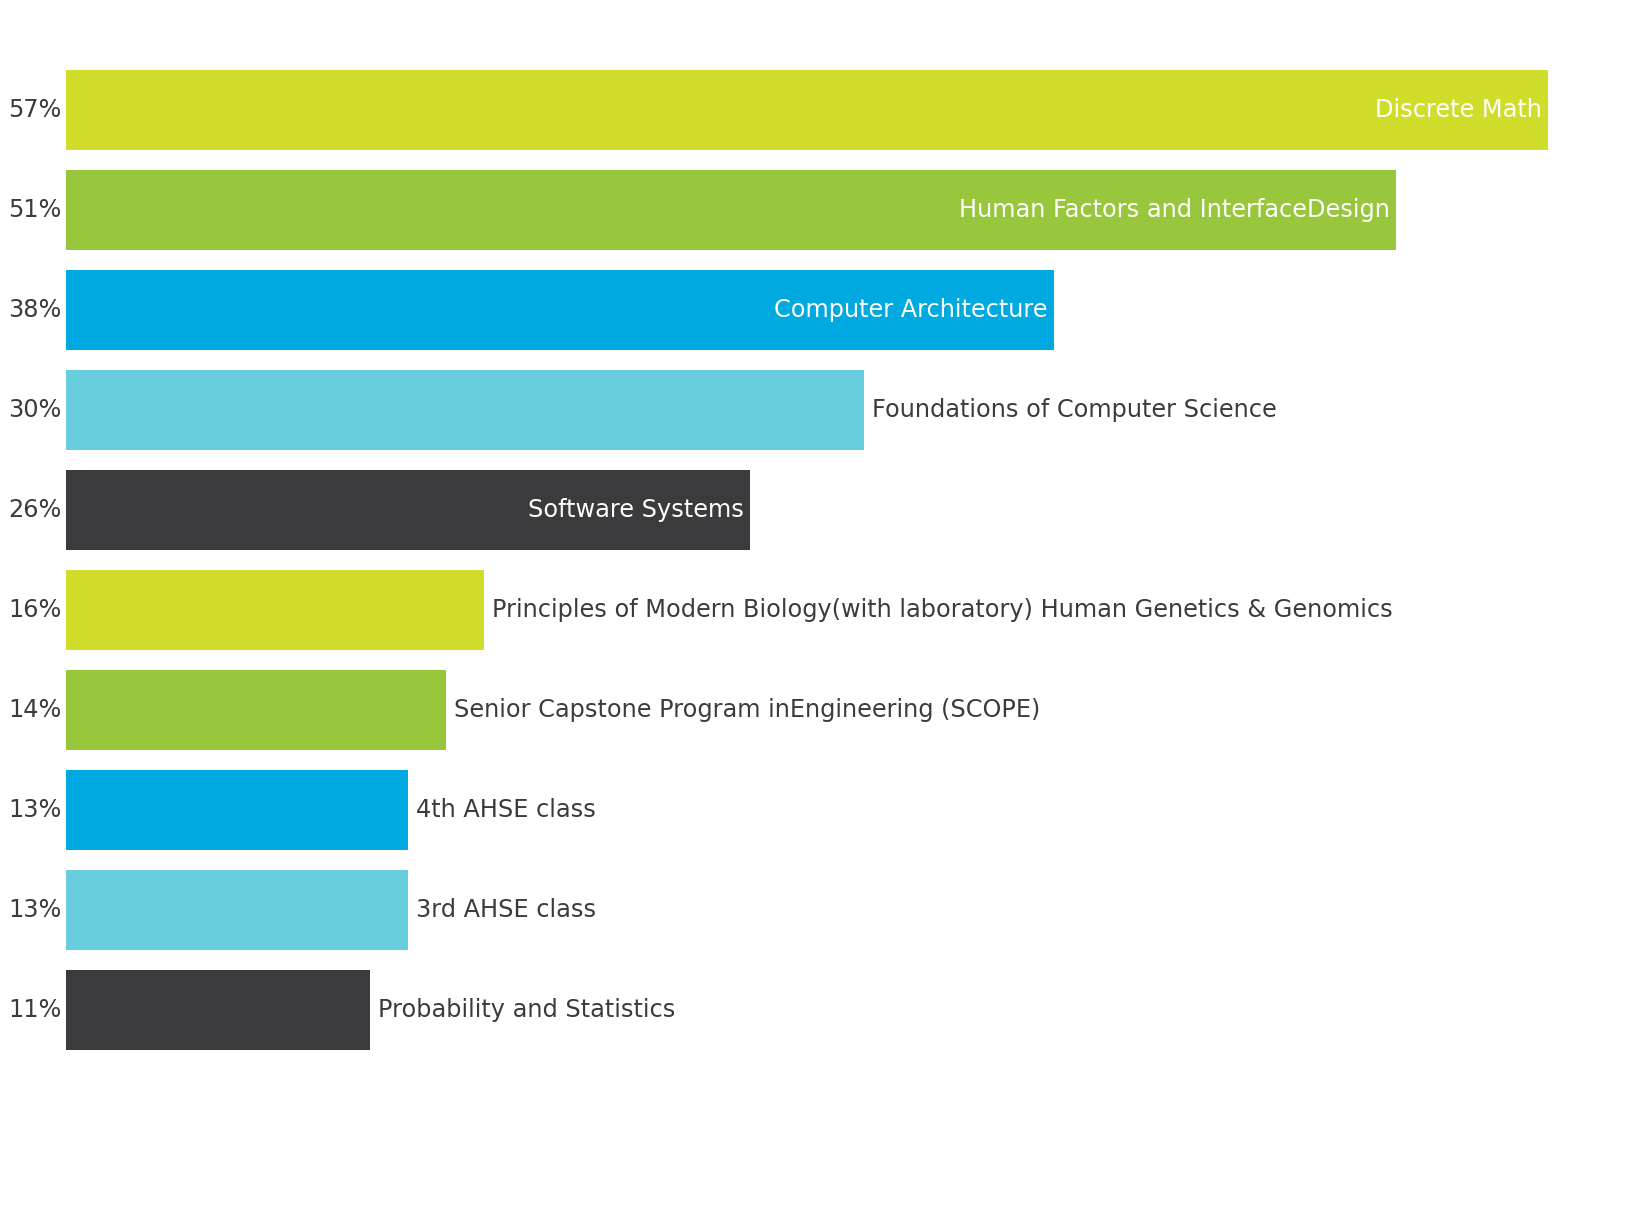 57% Discrete Math
51% Human Factors and InterfaceDesign
38% Computer Architecture
30% Foundations of Computer Science
26% Software Systems
16% Principles of Modern Biology(with laboratory) Human Genetics & Genomics
14% Senior Capstone Program inEngineering (SCOPE)
13% 4th AHSE class
13% 3rd AHSE class
11% Probability and Statistics